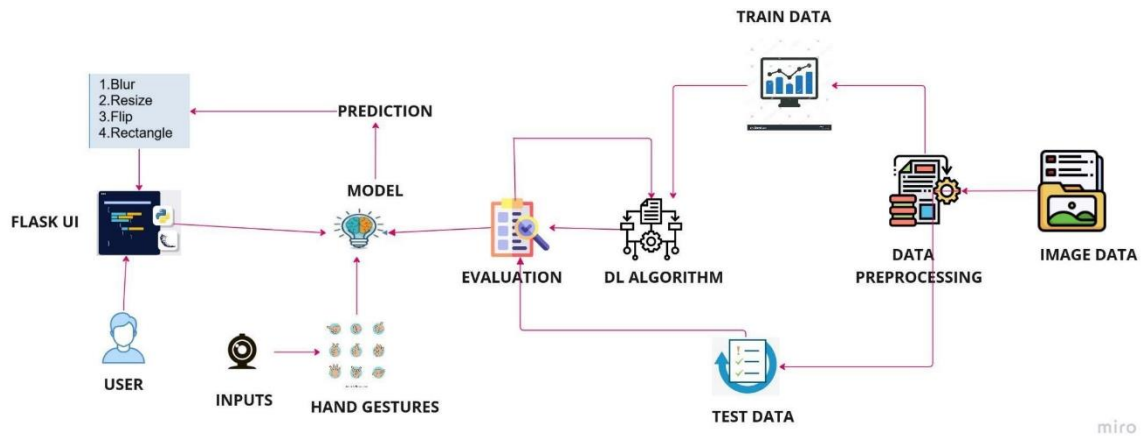 TRAIN DATA
1.Blur
2.Resize
3.Flip
4.Rectangle
PREDICTION
MODEL
FLASK UI
EVALUATION
DL ALGORITHM
DATA
PREPROCESSING
IMAGE DATA
USER
INPUTS
HAND GESTURES
TEST DATA
miro